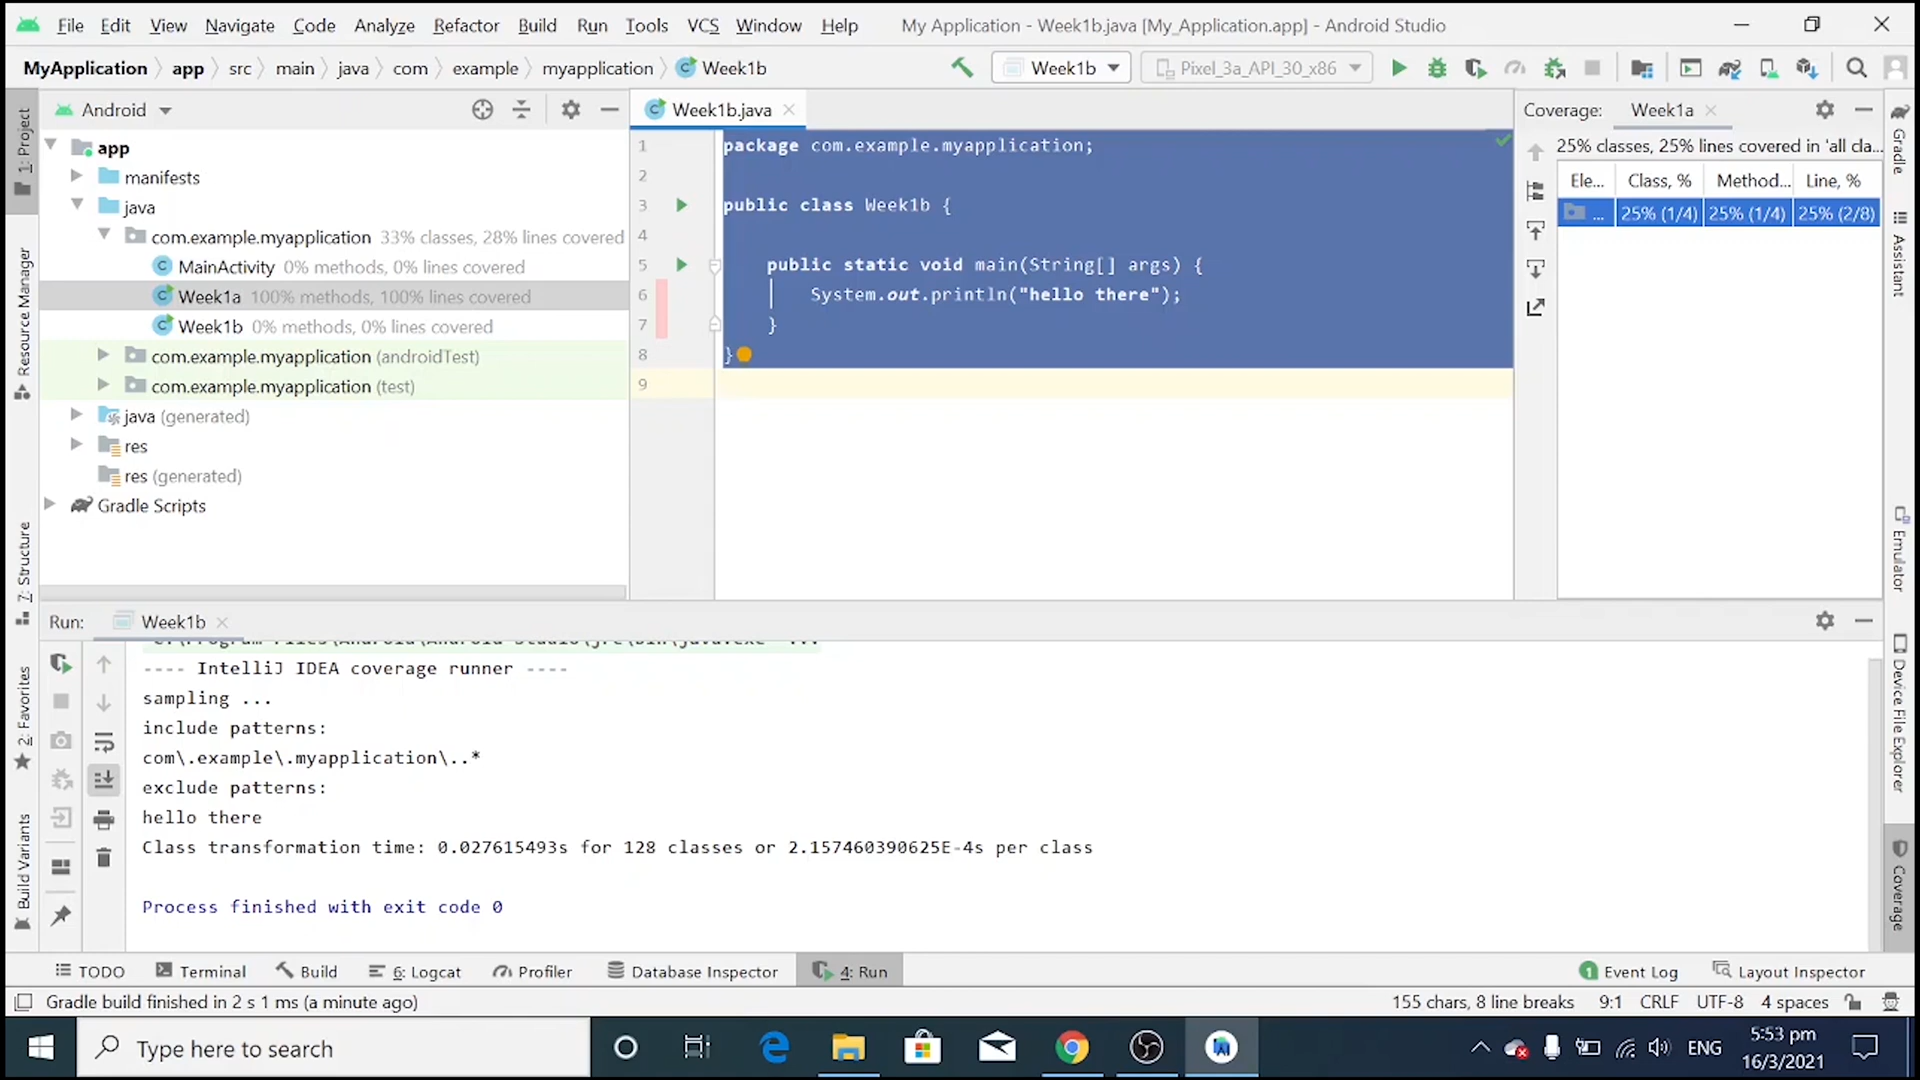 File Edit View Navigate Code Analyze Refactor Build Run Tools VCS Window Help My Application - Week1b.java [My_Application.app] - Android Studio
MyApplication app src main java com example myapplication Week1b Week1b Pixel_3a_API_30_x86
1: Project
Resource Manager
7: Structure
2: Favorites
Build Variants
Android
app
manifests
java
com.example.myapplication 33% classes, 28% lines covered
MainActivity 0% methods, 0% lines covered
Week1a 100% methods, 100% lines covered
Week1b 0% methods, 0% lines covered
com.example.myapplication (androidTest)
com.example.myapplication (test)
java (generated)
res
res (generated)
Gradle Scripts
Week1b.java
1 package com.example.myapplication;
2
3 public class Week1b {
4
5 public static void main(String[] args) {
6 System.out.println("hello there");
7 }
8 }
9
Coverage: Week1a
25% classes, 25% lines covered in 'all cla...
Ele... Class, % Method... Line, %
... 25% (1/4) 25% (1/4) 25% (2/8)
Gradle
Assistant
Emulator
Device File Explorer
Coverage
Run: Week1b
C:\Program Files\Android\Android Studio\jre\bin\java.exe" ...
---- IntelliJ IDEA coverage runner ----
sampling ...
include patterns:
com\.example\.myapplication\..*
exclude patterns:
hello there
Class transformation time: 0.027615493s for 128 classes or 2.157460390625E-4s per class
Process finished with exit code 0
TODO Terminal Build 6: Logcat Profiler Database Inspector 4: Run 1 Event Log Layout Inspector
Gradle build finished in 2 s 1 ms (a minute ago) 155 chars, 8 line breaks 9:1 CRLF UTF-8 4 spaces
Type here to search ENG 5:53 pm
16/3/2021